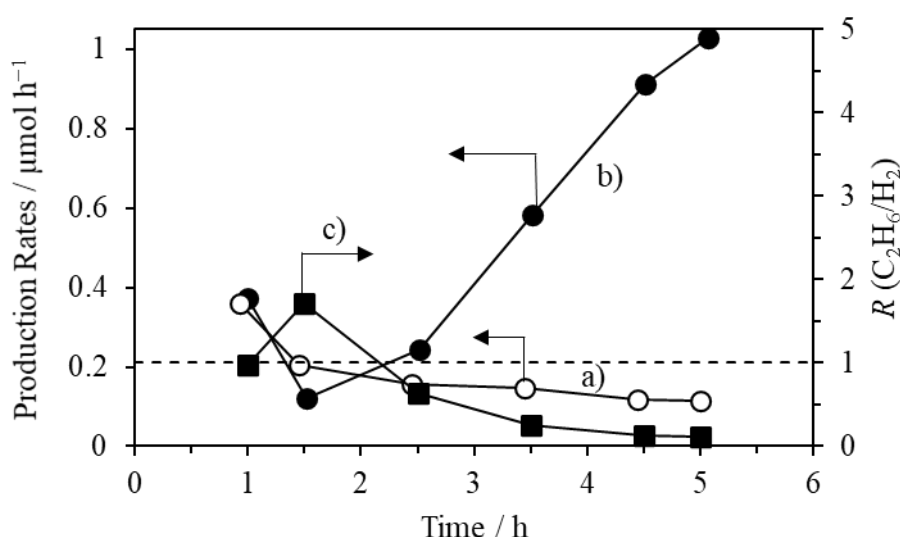 Production Rates / μmol h⁻¹
1
0.8
0.6
0.4
0.2
0
5
4
3
2
1
0
R (C₂H₆/H₂)
b)
c)
a)
0 1 2 3 4 5 6
Time / h